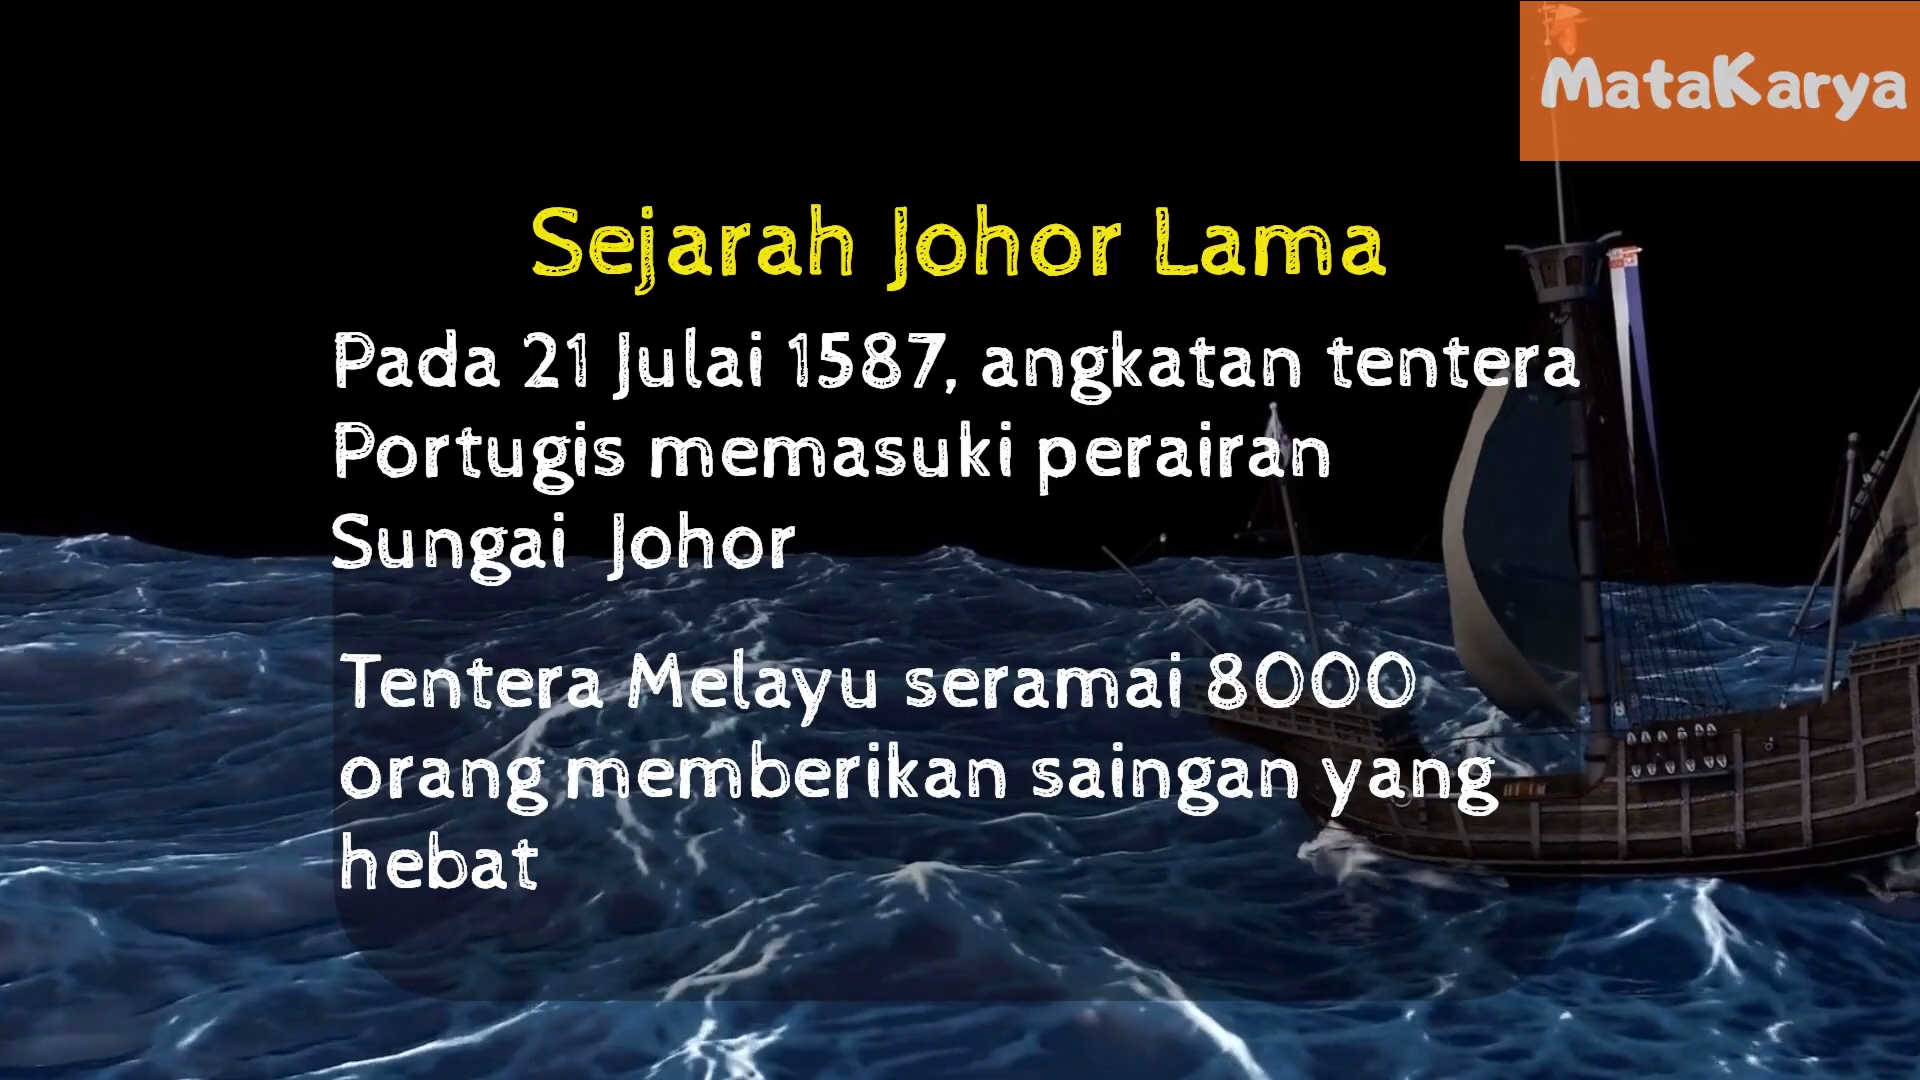 MataKarya
Sejarah Johor Lama
Pada 21 Julai 1587, angkatan tentera
Portugis memasuki perairan
Sungai Johor
Tentera Melayu seramai 8000
orang memberikan saingan yang
hebat